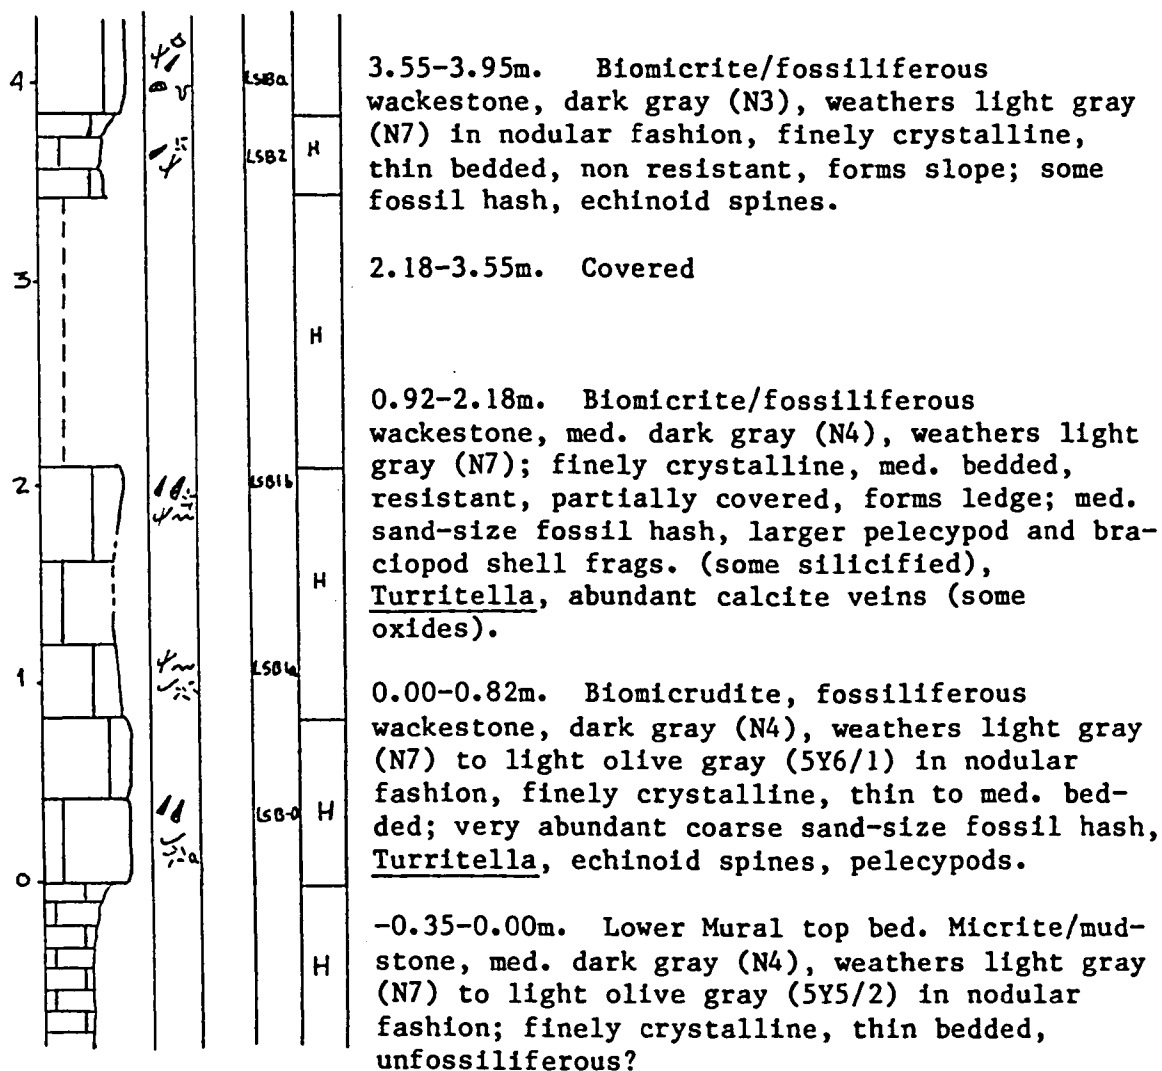 4
LSBa
3.55-3.95m. Biomicrite/fossiliferous
wackestone, dark gray (N3), weathers light gray
(N7) in nodular fashion, finely crystalline,
thin bedded, non resistant, forms slope; some
fossil hash, echinoid spines.
LSB2
H
3
2.18-3.55m. Covered
H
0.92-2.18m. Biomicrite/fossiliferous
wackestone, med. dark gray (N4), weathers light
gray (N7); finely crystalline, med. bedded,
resistant, partially covered, forms ledge; med.
sand-size fossil hash, larger pelecypod and bra-
ciopod shell frags. (some silicified),
Turritella, abundant calcite veins (some
oxides).
2
LSB1b
H
1
LSB1a
0.00-0.82m. Biomicrudite, fossiliferous
wackestone, dark gray (N4), weathers light gray
(N7) to light olive gray (5Y6/1) in nodular
fashion, finely crystalline, thin to med. bed-
ded; very abundant coarse sand-size fossil hash,
Turritella, echinoid spines, pelecypods.
LSB-0
H
0
-0.35-0.00m. Lower Mural top bed. Micrite/mud-
stone, med. dark gray (N4), weathers light gray
(N7) to light olive gray (5Y5/2) in nodular
fashion; finely crystalline, thin bedded,
unfossiliferous?
H